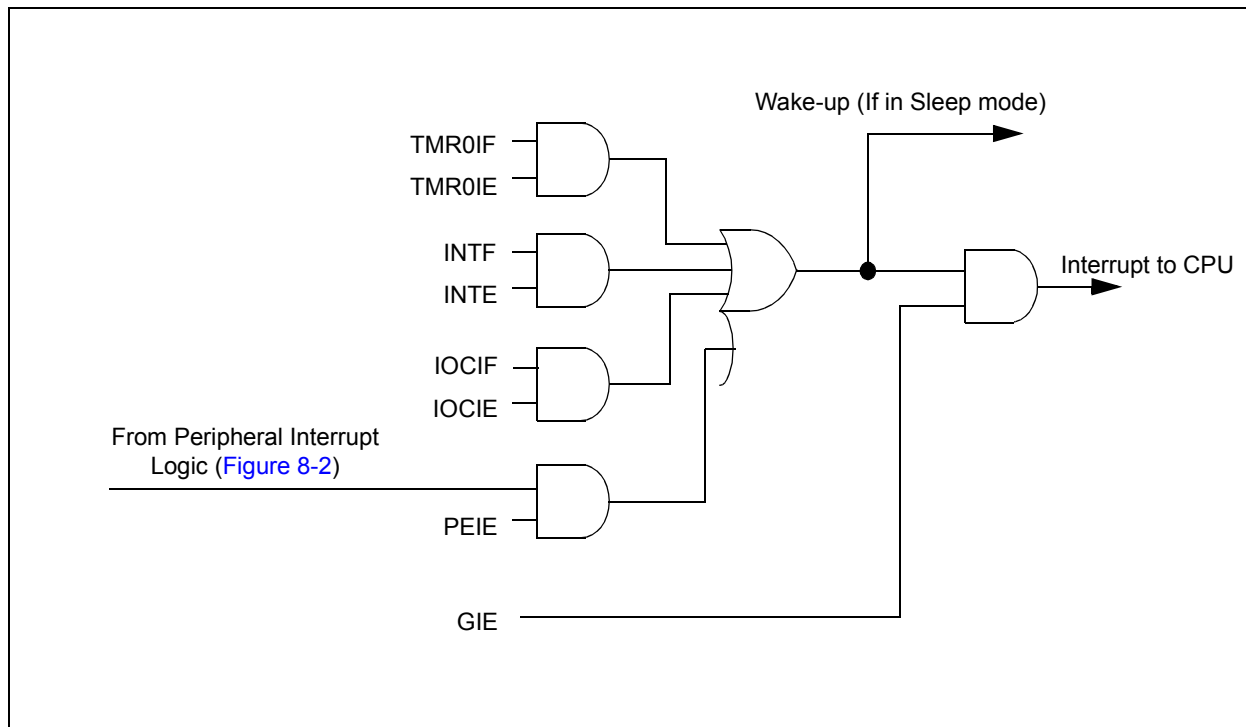 Wake-up (If in Sleep mode)
TMR0IF
TMR0IE
INTF
INTE
Interrupt to CPU
IOCIF
IOCIE
From Peripheral Interrupt
Logic (Figure 8-2)
PEIE
GIE